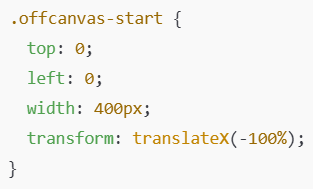 .offcanvas-start {
  top: 0;
  left: 0;
  width: 400px;
  transform: translateX(-100%);
}